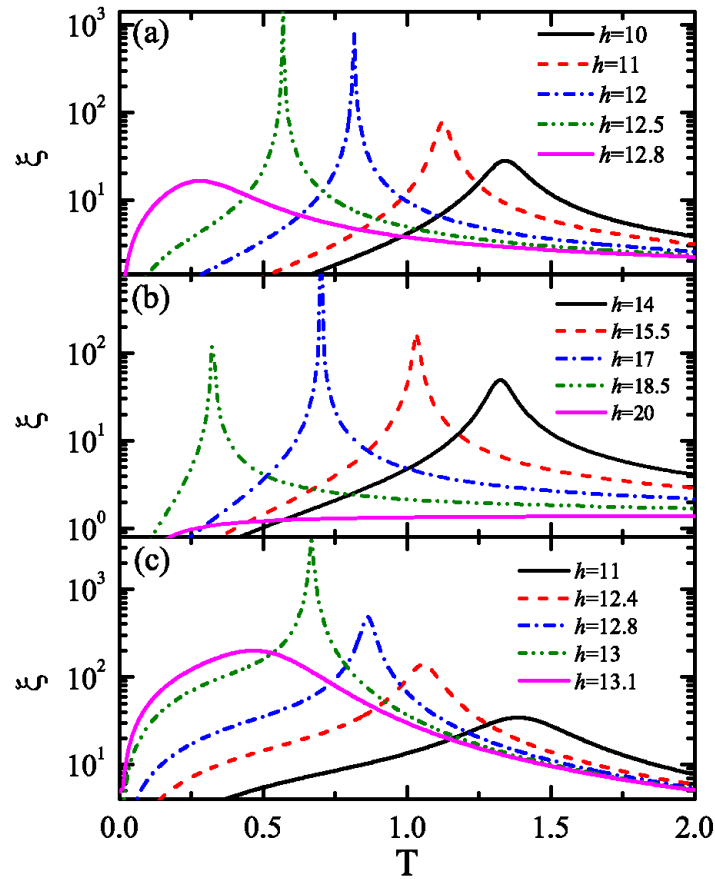 (a)
h=10
h=11
h=12
h=12.5
h=12.8
10³
10²
10¹
ξ
(b)
h=14
h=15.5
h=17
h=18.5
h=20
10²
10¹
10⁰
ξ
(c)
h=11
h=12.4
h=12.8
h=13
h=13.1
10³
10²
10¹
ξ
0.0 0.5 1.0 1.5 2.0
T